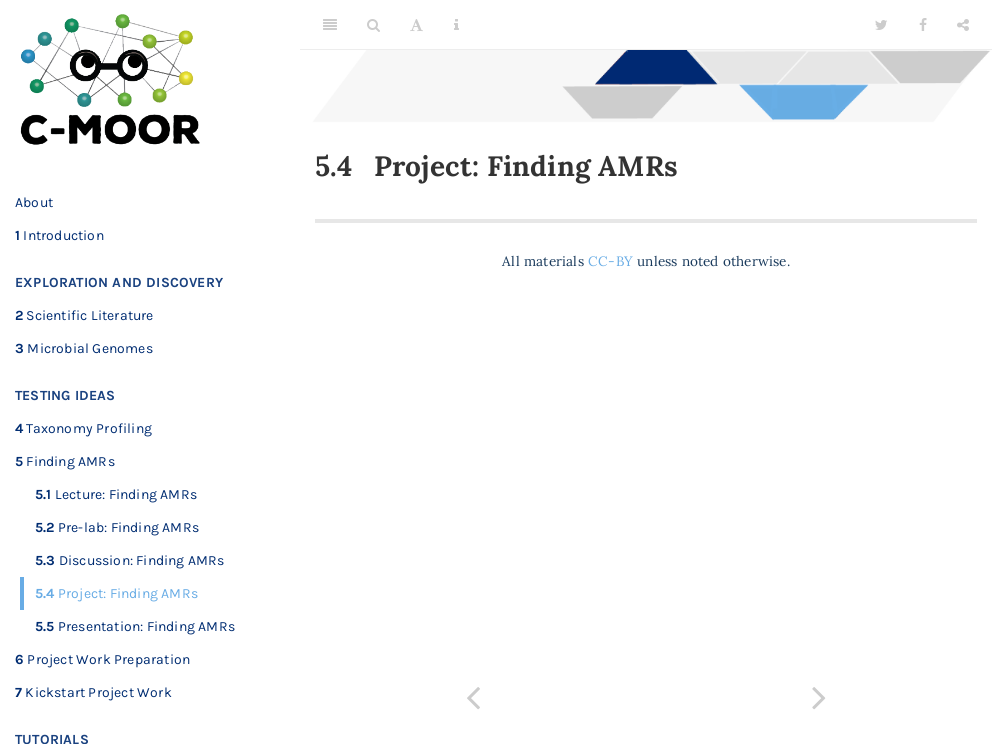 C-MOOR
About
1 Introduction
EXPLORATION AND DISCOVERY
2 Scientific Literature
3 Microbial Genomes
TESTING IDEAS
4 Taxonomy Profiling
5 Finding AMRs
5.1 Lecture: Finding AMRs
5.2 Pre-lab: Finding AMRs
5.3 Discussion: Finding AMRs
5.4 Project: Finding AMRs
5.5 Presentation: Finding AMRs
6 Project Work Preparation
7 Kickstart Project Work
TUTORIALS
A i
5.4 Project: Finding AMRs
All materials CC-BY unless noted otherwise.